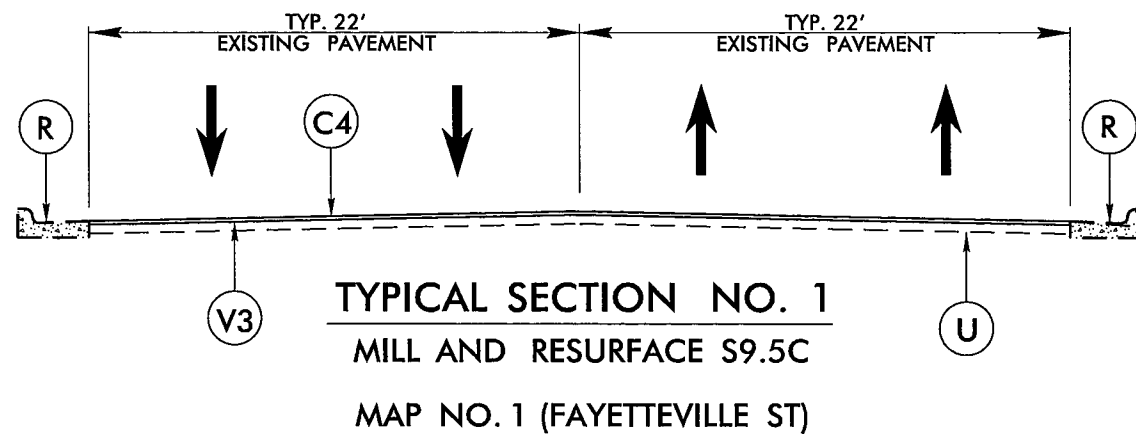 TYP. 22'
EXISTING PAVEMENT
TYP. 22'
EXISTING PAVEMENT
R
C4
R
V3
U
TYPICAL SECTION NO. 1
MILL AND RESURFACE S9.5C
MAP NO. 1 (FAYETTEVILLE ST)